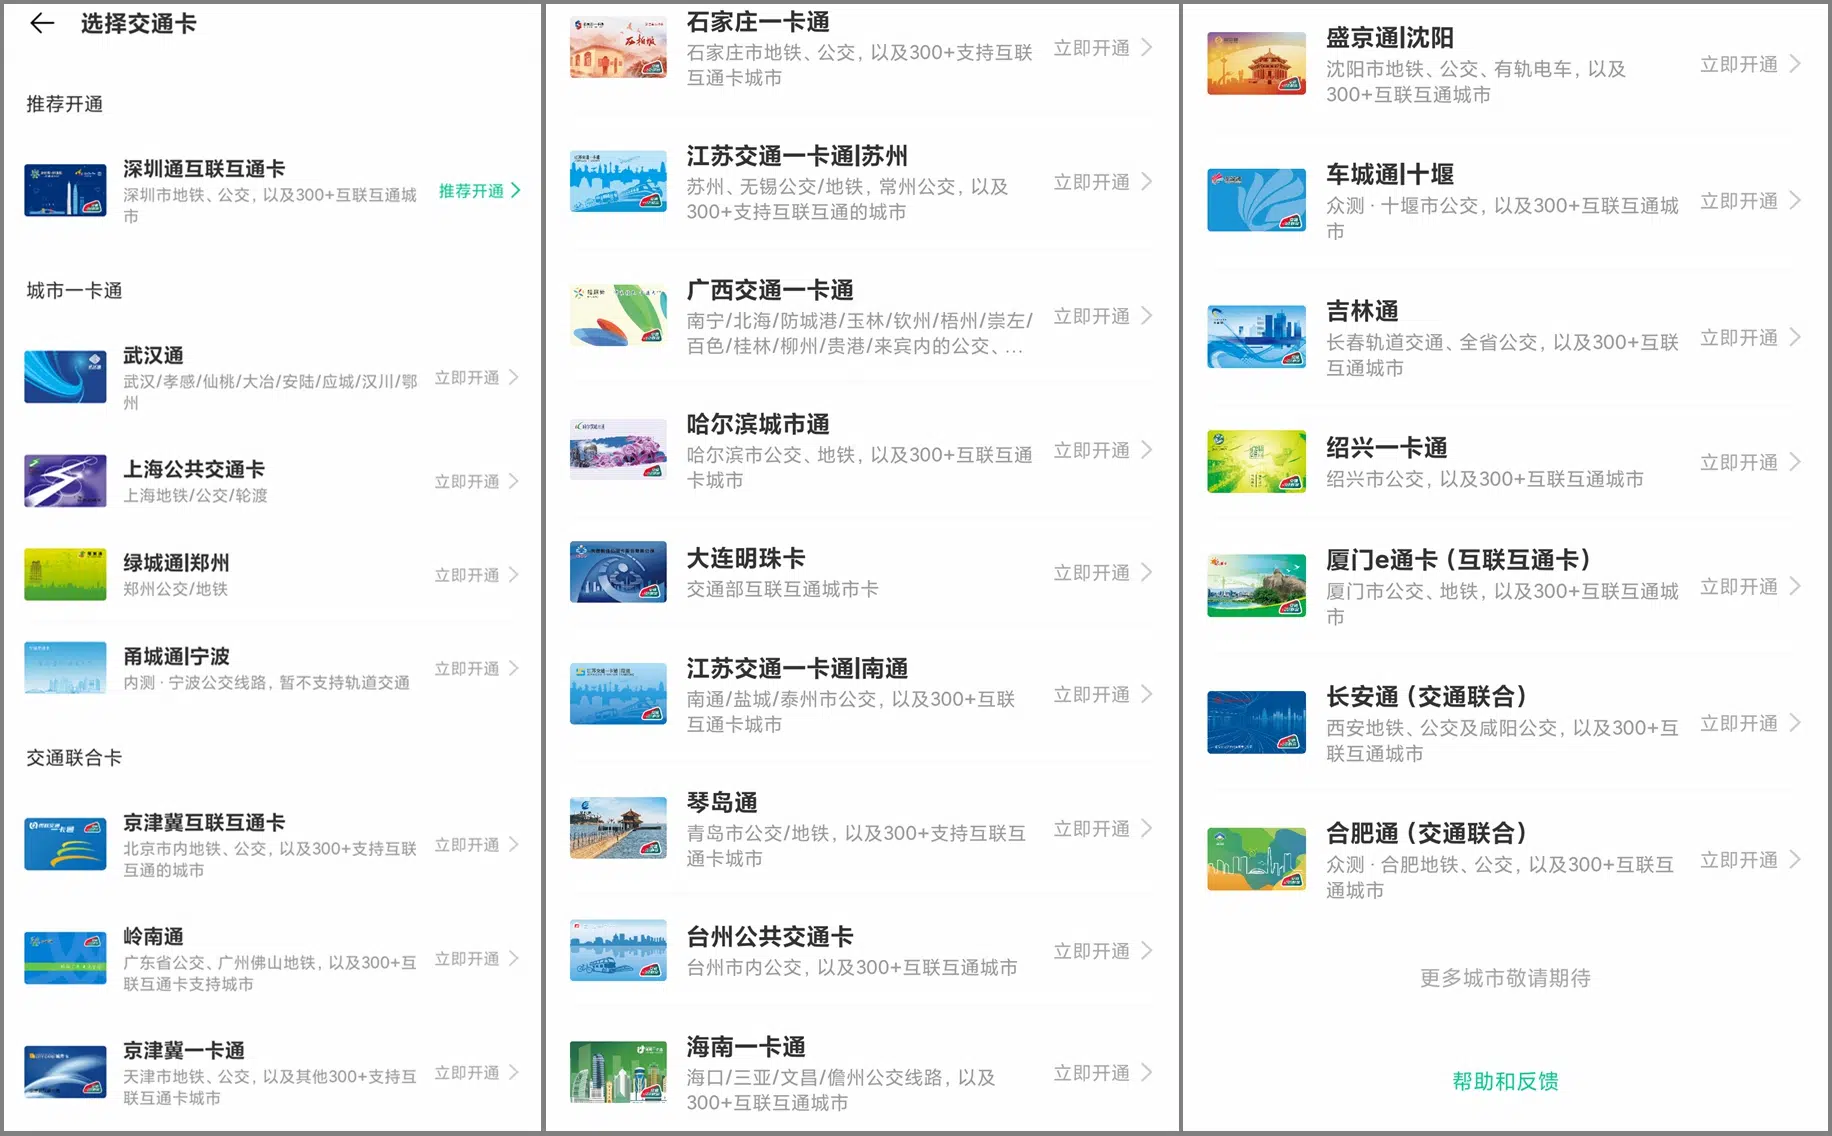 选择交通卡
推荐开通
深圳通互联互通卡
深圳市地铁、公交，以及300+互联互通城
市
推荐开通
城市一卡通
武汉通
武汉/孝感/仙桃/大冶/安陆/应城/汉川/鄂
州
立即开通
上海公共交通卡
上海地铁/公交/轮渡
立即开通
绿城通|郑州
郑州公交/地铁
立即开通
甬城通|宁波
内测·宁波公交线路，暂不支持轨道交通
立即开通
交通联合卡
京津冀互联互通卡
北京市内地铁、公交，以及300+支持互联
互通的城市
立即开通
岭南通
广东省公交、广州佛山地铁，以及300+互
联互通卡支持城市
立即开通
京津冀一卡通
天津市地铁、公交，以及其他300+支持互
联互通卡城市
立即开通
石家庄一卡通
石家庄市地铁、公交，以及300+支持互联
互通卡城市
立即开通
江苏交通一卡通|苏州
苏州、无锡公交/地铁，常州公交，以及
300+支持互联互通的城市
立即开通
广西交通一卡通
南宁/北海/防城港/玉林/钦州/梧州/崇左/
百色/桂林/柳州/贵港/来宾内的公交、...
立即开通
哈尔滨城市通
哈尔滨市公交、地铁，以及300+互联互通
卡城市
立即开通
大连明珠卡
交通部互联互通城市卡
立即开通
江苏交通一卡通|南通
南通/盐城/泰州市公交，以及300+互联
互通卡城市
立即开通
琴岛通
青岛市公交/地铁，以及300+支持互联互
通卡城市
立即开通
台州公共交通卡
台州市内公交，以及300+互联互通城市
立即开通
海南一卡通
海口/三亚/文昌/儋州公交线路，以及
300+互联互通城市
立即开通
盛京通|沈阳
沈阳市地铁、公交、有轨电车，以及
300+互联互通城市
立即开通
车城通|十堰
众测·十堰市公交，以及300+互联互通城
市
立即开通
吉林通
长春轨道交通、全省公交，以及300+互联
互通城市
立即开通
绍兴一卡通
绍兴市公交，以及300+互联互通城市
立即开通
厦门e通卡（互联互通卡）
厦门市公交、地铁，以及300+互联互通城
市
立即开通
长安通（交通联合）
西安地铁、公交及咸阳公交，以及300+互
联互通城市
立即开通
合肥通（交通联合）
众测·合肥地铁、公交，以及300+互联互
通城市
立即开通
更多城市敬请期待
帮助和反馈